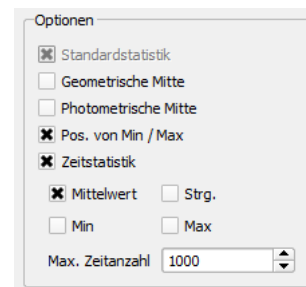 Optionen
Standardstatistik
Geometrische Mitte
Photometrische Mitte
Pos. von Min / Max
Zeitstatistik
Mittelwert Strg.
Min Max
Max. Zeitanzahl 1000